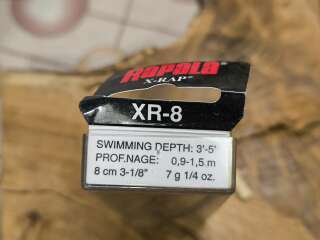 Rapala
X-RAP®
XR-8
SWIMMING DEPTH: 3'-5'
PROF.NAGE: 0,9-1,5 m
8 cm 3-1/8" 7 g 1/4 oz.